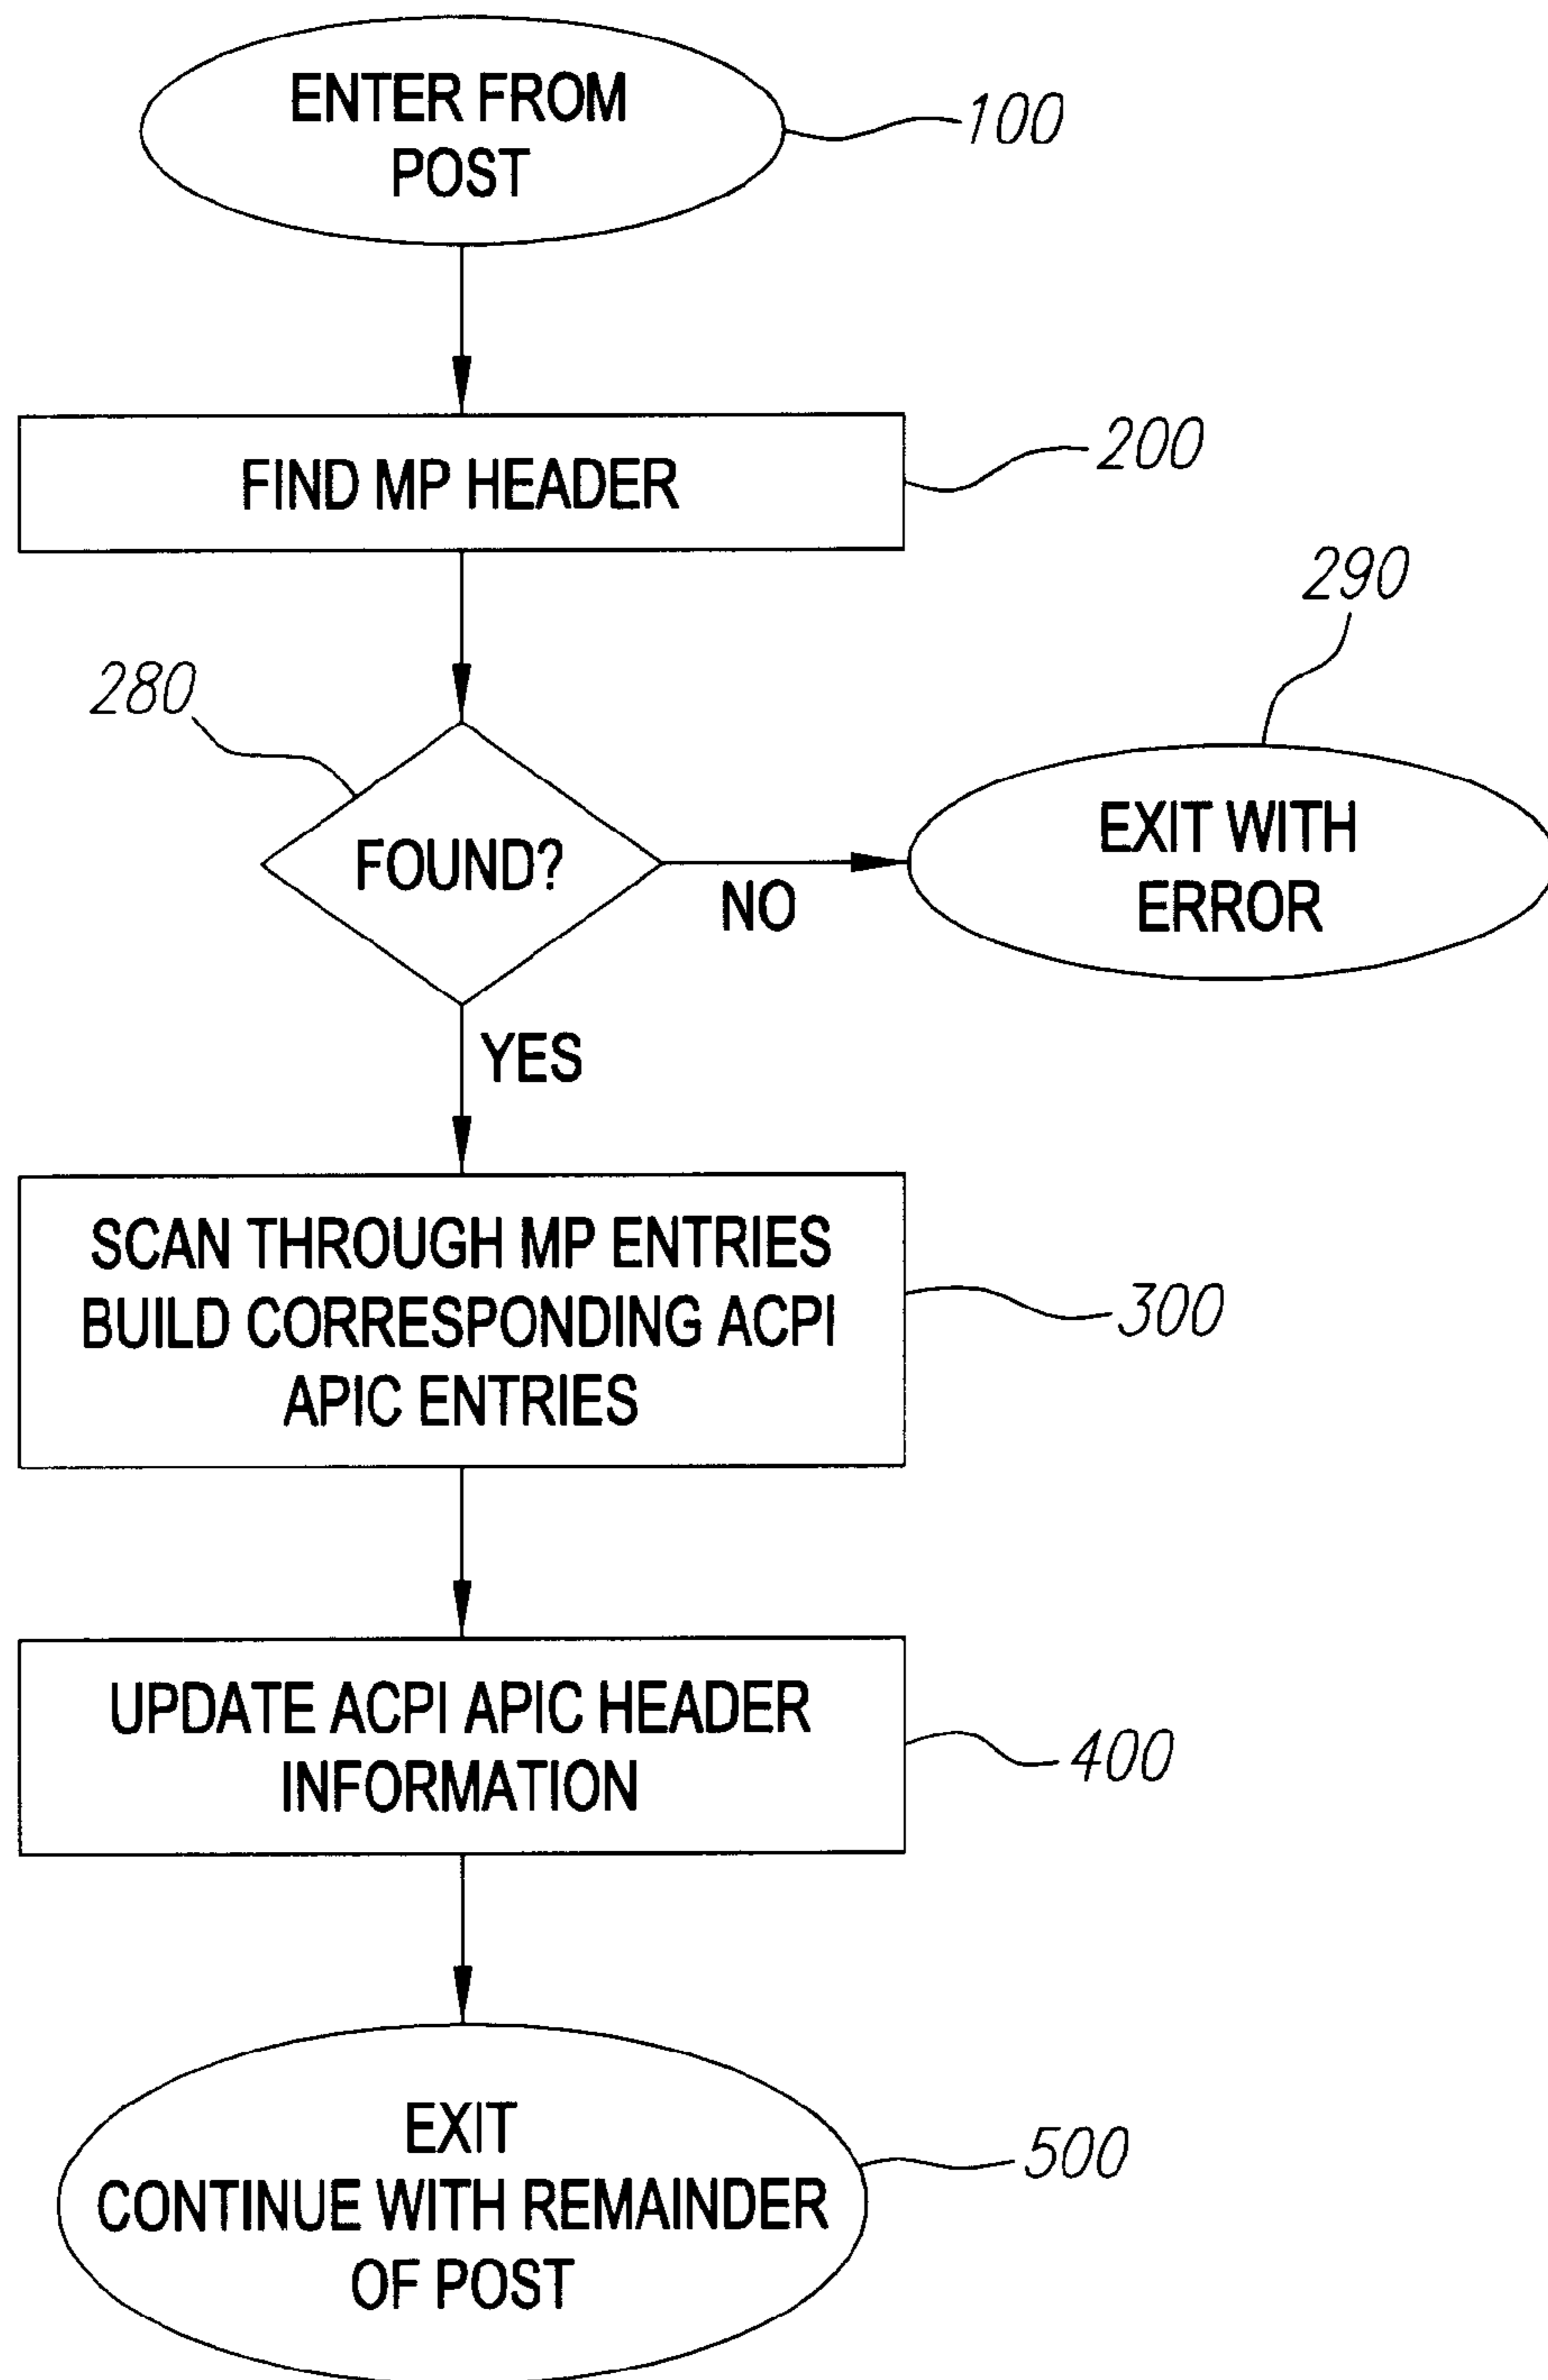 ENTER FROM
POST
100
FIND MP HEADER
200
290
280
FOUND?
NO
EXIT WITH
ERROR
YES
SCAN THROUGH MP ENTRIES
BUILD CORRESPONDING ACPI
APIC ENTRIES
300
UPDATE ACPI APIC HEADER
INFORMATION
400
EXIT
CONTINUE WITH REMAINDER
OF POST
500